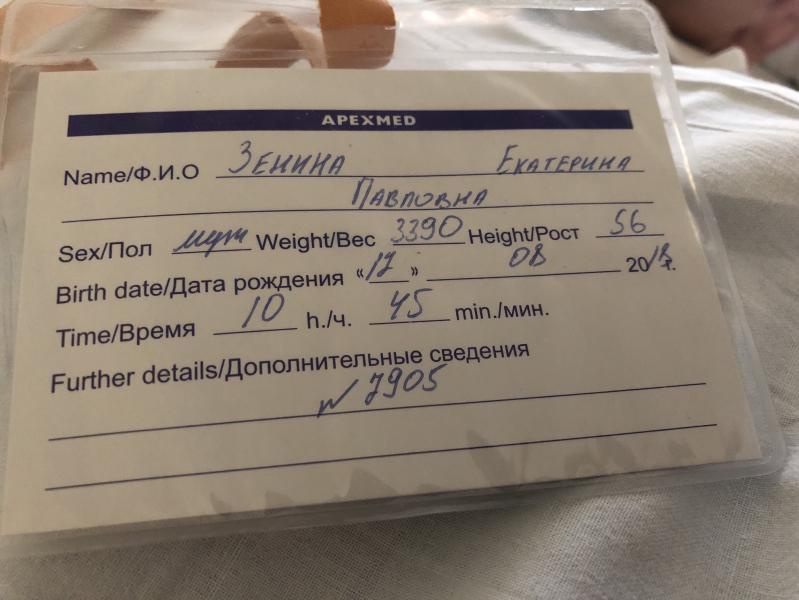 APEXMED
Name/Ф.И.О Зенина Екатерина
Павловна
Sex/Пол муж Weight/Вес 3390 Height/Рост 56
Birth date/Дата рождения «17» 08 2018г.
Time/Время 10 h./ч. 45 min./мин.
Further details/Дополнительные сведения
№ 7905